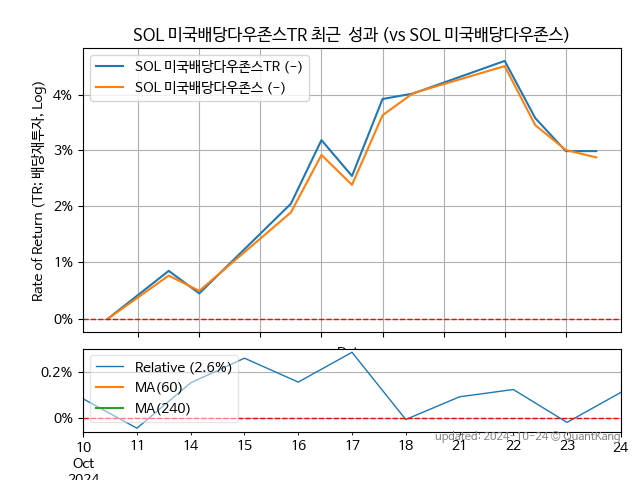 SOL 미국배당다우존스TR 최근 성과 (vs SOL 미국배당다우존스)
Rate of Return (TR; 배당재투자, Log)
SOL 미국배당다우존스TR (-)
SOL 미국배당다우존스 (-)
4%
3%
2%
1%
0%
Relative (2.6%)
MA(60)
MA(240)
0.2%
0%
updated: 2024-10-24 © QuantKang
10 11 14 15 16 17 18 21 22 23 24
Oct
2024